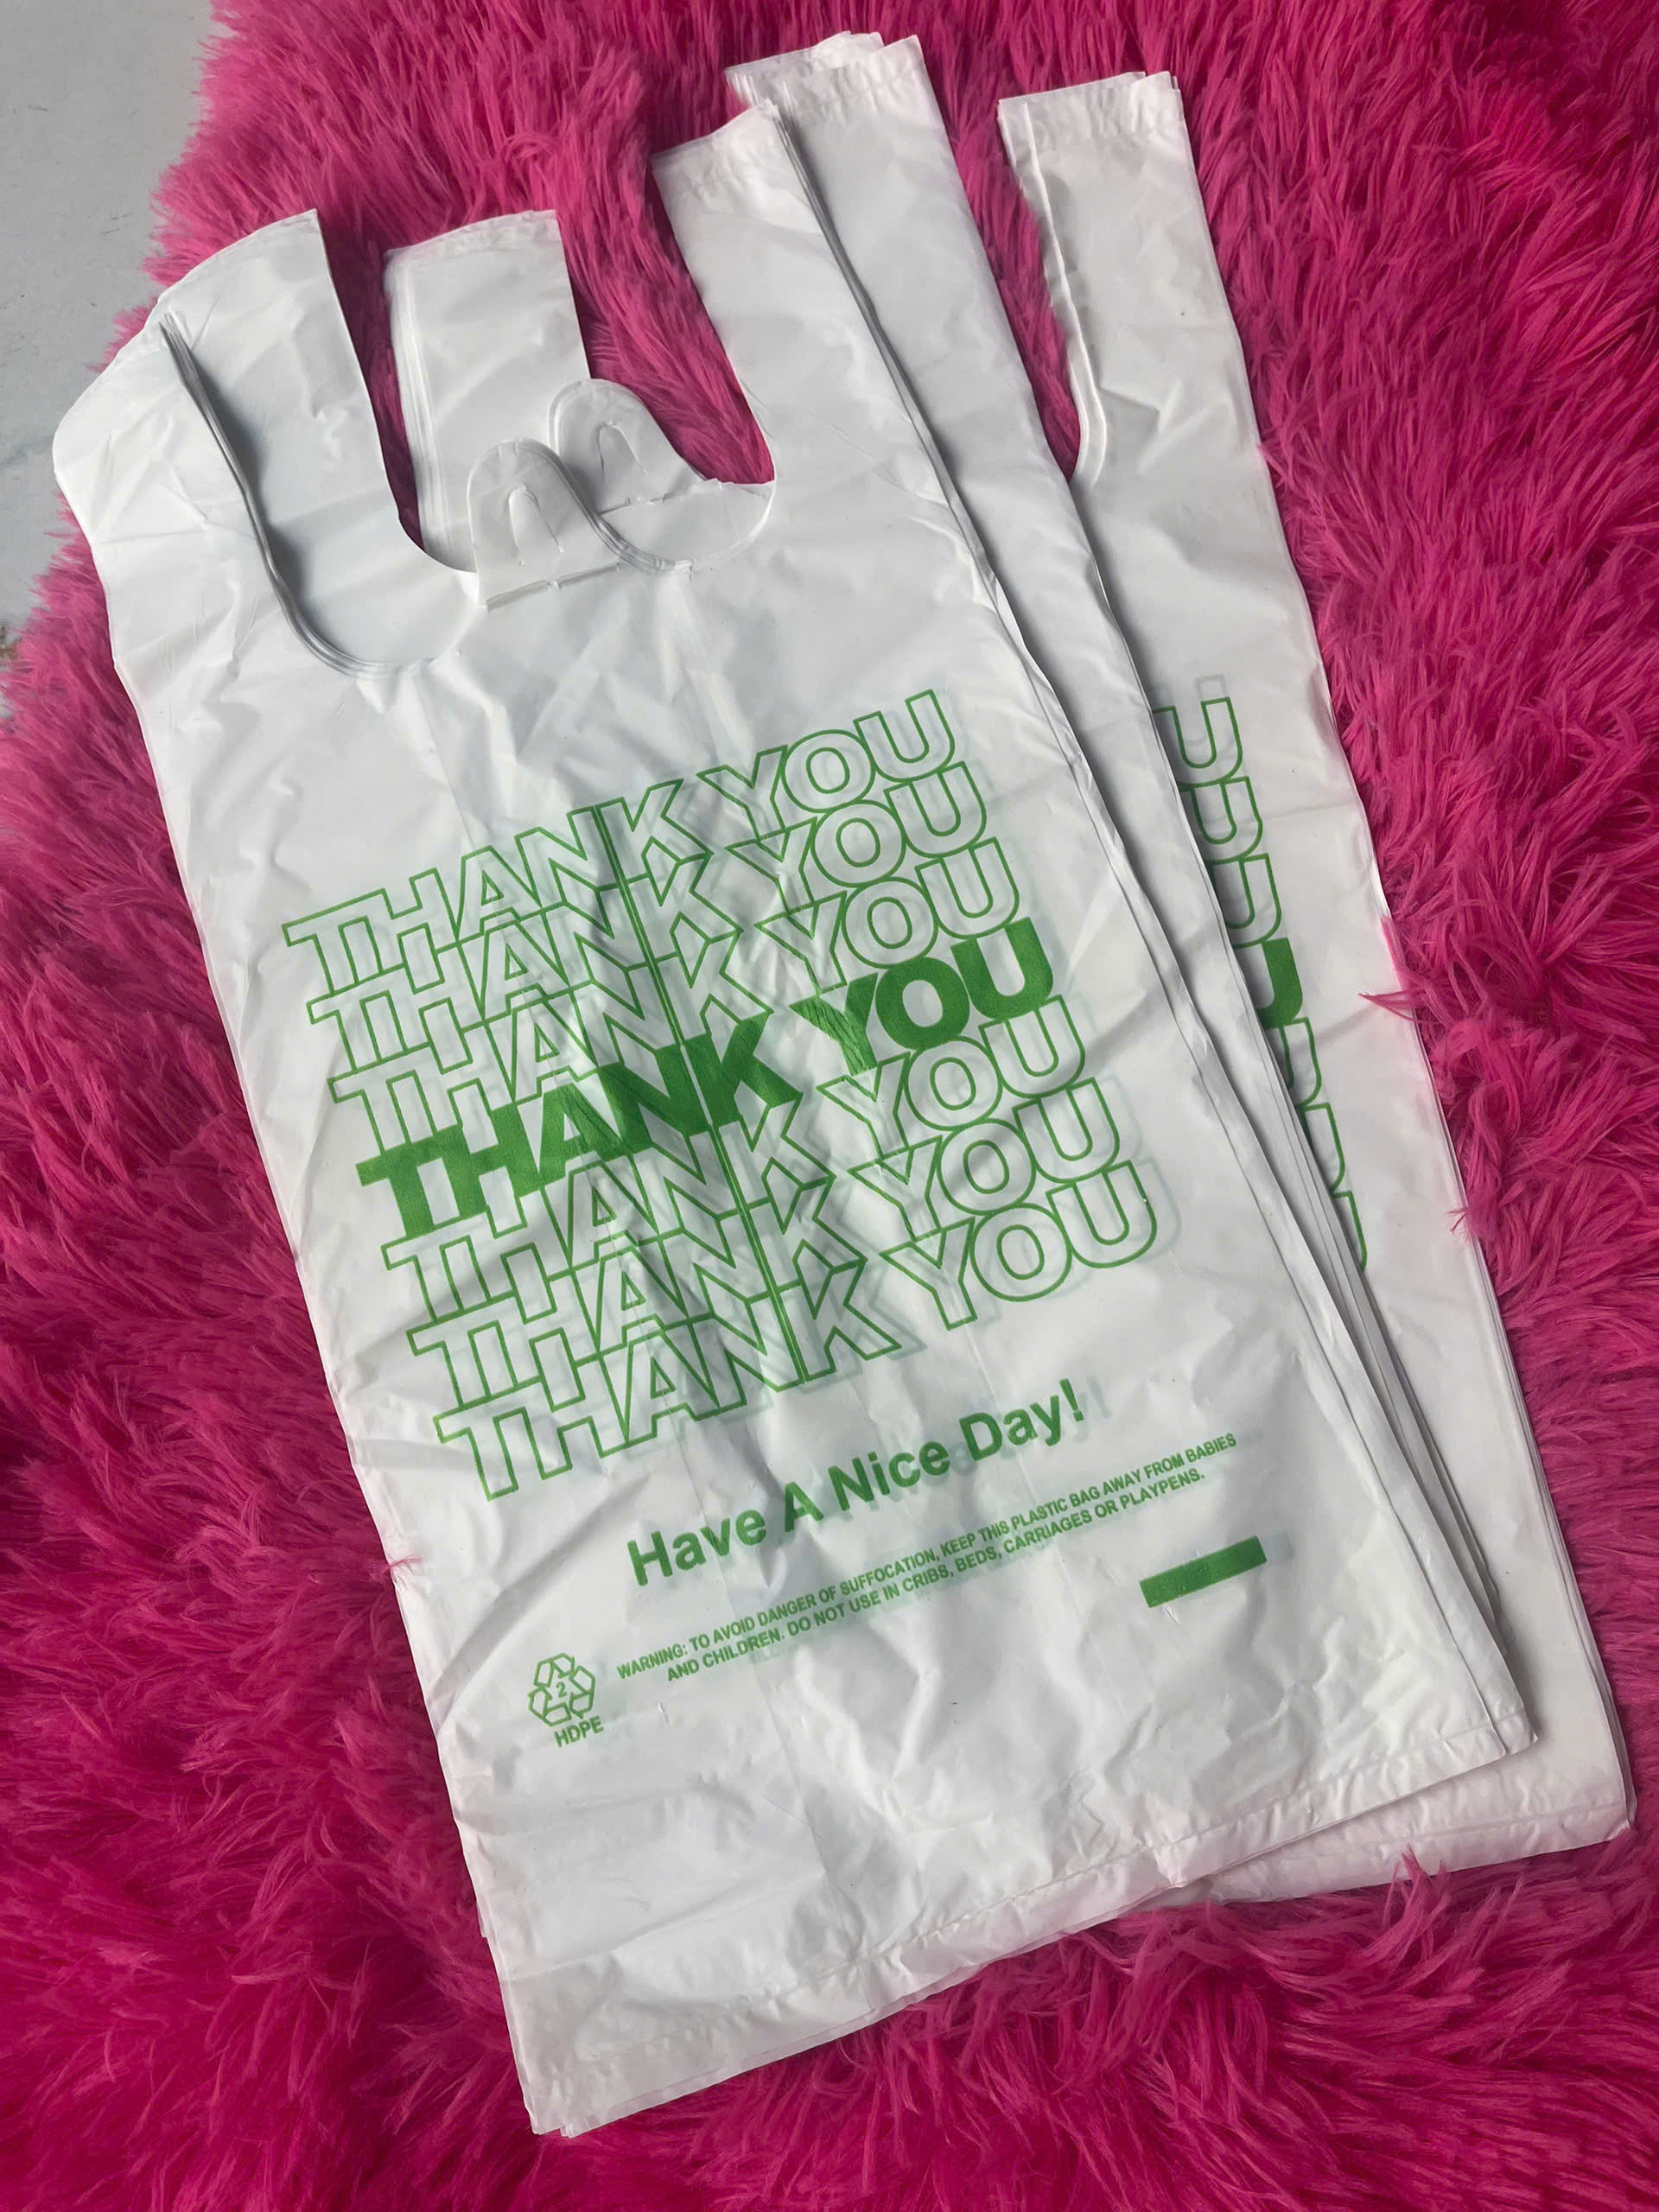 THANK YOU
THANK YOU
THANK YOU
THANK YOU
THANK YOU
THANK YOU
THANK YOU
Have A Nice Day!
WARNING: TO AVOID DANGER OF SUFFOCATION, KEEP THIS PLASTIC BAG AWAY FROM BABIES
AND CHILDREN. DO NOT USE IN CRIBS, BEDS, CARRIAGES OR PLAYPENS.
2
HDPE
U
U
U
U
U
U
U